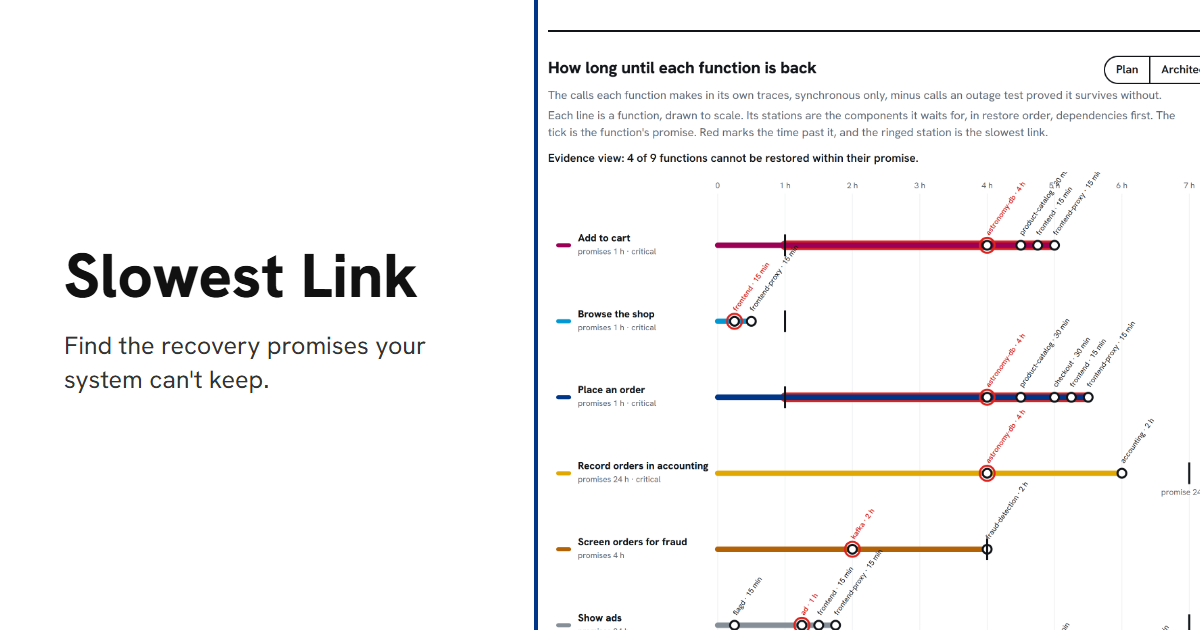 Slowest Link
Find the recovery promises your
system can't keep.
How long until each function is back
Plan
The calls each function makes in its own traces, synchronous only, minus calls an outage test proved it survives without.
Each line is a function, drawn to scale. Its stations are the components it waits for, in restore order, dependencies first. The
tick is the function's promise. Red marks the time past it, and the ringed station is the slowest link.
Evidence view: 4 of 9 functions cannot be restored within their promise.
0 1 h 2 h 3 h 4 h 5 h 6 h 7 h
Add to cart
promises 1 h · critical
astronomy-db · 4 h
product-catalog · 30 m
frontend · 15 min
frontend-proxy · 15 min
Browse the shop
promises 1 h · critical
frontend · 15 min
frontend-proxy · 15 min
Place an order
promises 1 h · critical
astronomy-db · 4 h
product-catalog · 30 min
checkout · 30 min
frontend · 15 min
frontend-proxy · 15 min
Record orders in accounting
promises 24 h · critical
astronomy-db · 4 h
accounting · 2 h
promise 24
Screen orders for fraud
promises 4 h
kafka · 2 h
fraud-detection · 2 h
Show ads
flagd · 15 min
ad · 1 h
frontend · 15 min
frontend-proxy · 15 min